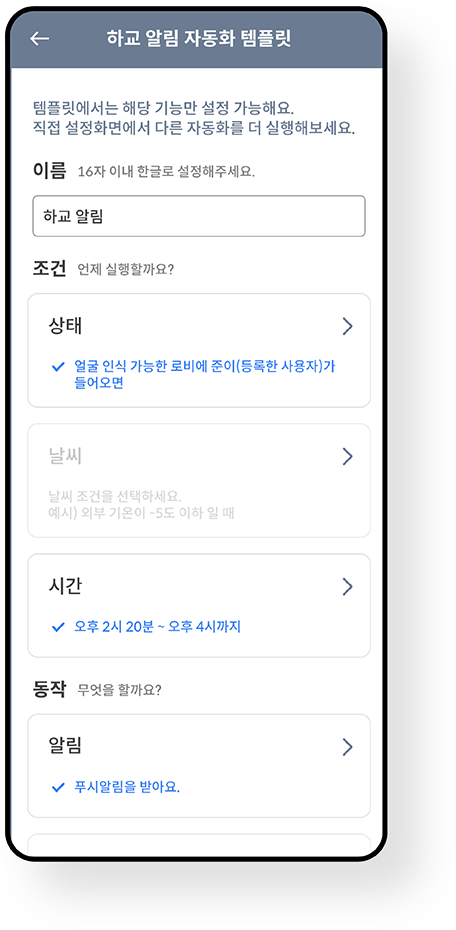 하교 알림 자동화 템플릿
템플릿에서는 해당 기능만 설정 가능해요.
직접 설정화면에서 다른 자동화를 더 실행해보세요.
이름 16자 이내 한글로 설정해주세요.
하교 알림
조건 언제 실행할까요?
상태
얼굴 인식 가능한 로비에 준이(등록한 사용자)가
들어오면
날씨
날씨 조건을 선택하세요.
예시) 외부 기온이 -5도 이하 일 때
시간
오후 2시 20분 ~ 오후 4시까지
동작 무엇을 할까요?
알림
푸시알림을 받아요.